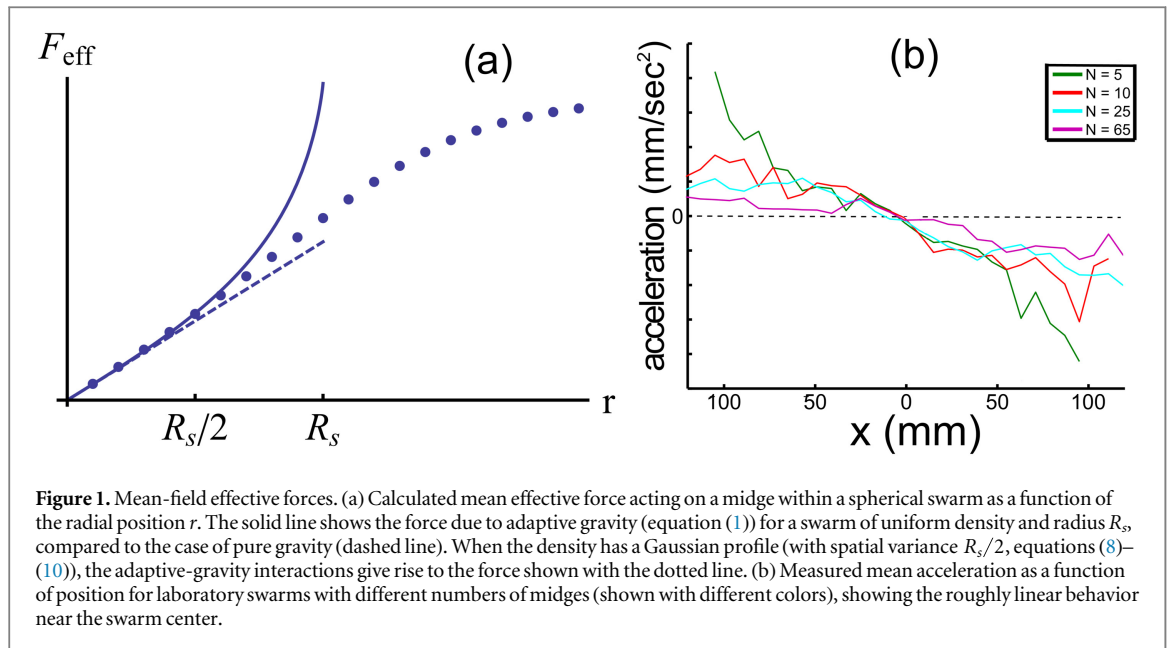 F_eff
(a)
R_s/2
R_s
r
(b)
acceleration (mm/sec²)
0
N = 5
N = 10
N = 25
N = 65
100
50
0
50
100
x (mm)
Figure 1. Mean-field effective forces. (a) Calculated mean effective force acting on a midge within a spherical swarm as a function of
the radial position r. The solid line shows the force due to adaptive gravity (equation (1)) for a swarm of uniform density and radius R_s,
compared to the case of pure gravity (dashed line). When the density has a Gaussian profile (with spatial variance R_s/2, equations (8)–
(10)), the adaptive-gravity interactions give rise to the force shown with the dotted line. (b) Measured mean acceleration as a function
of position for laboratory swarms with different numbers of midges (shown with different colors), showing the roughly linear behavior
near the swarm center.